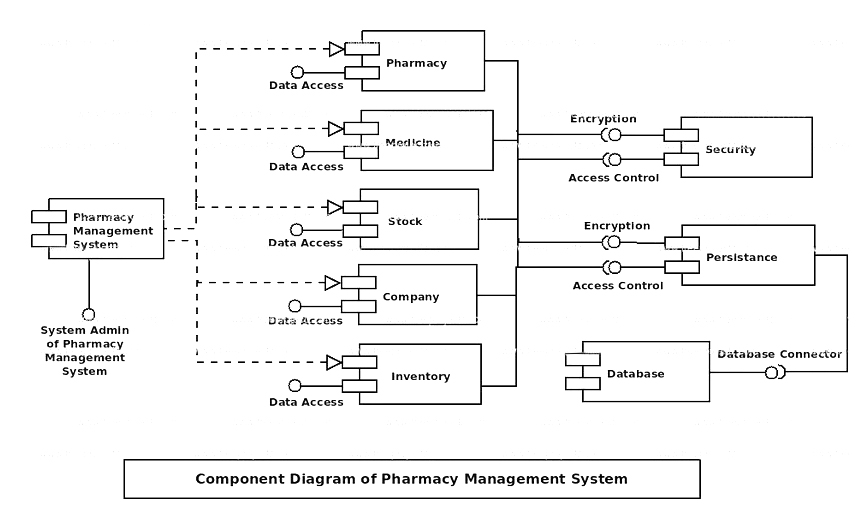 Pharmacy
Data Access
Medicine
Data Access
Stock
Data Access
Company
Data Access
Inventory
Data Access
Pharmacy
Management
System
System Admin
of Pharmacy
Management
System
Encryption
Security
Access Control
Encryption
Persistance
Access Control
Database Connector
Database
Component Diagram of Pharmacy Management System